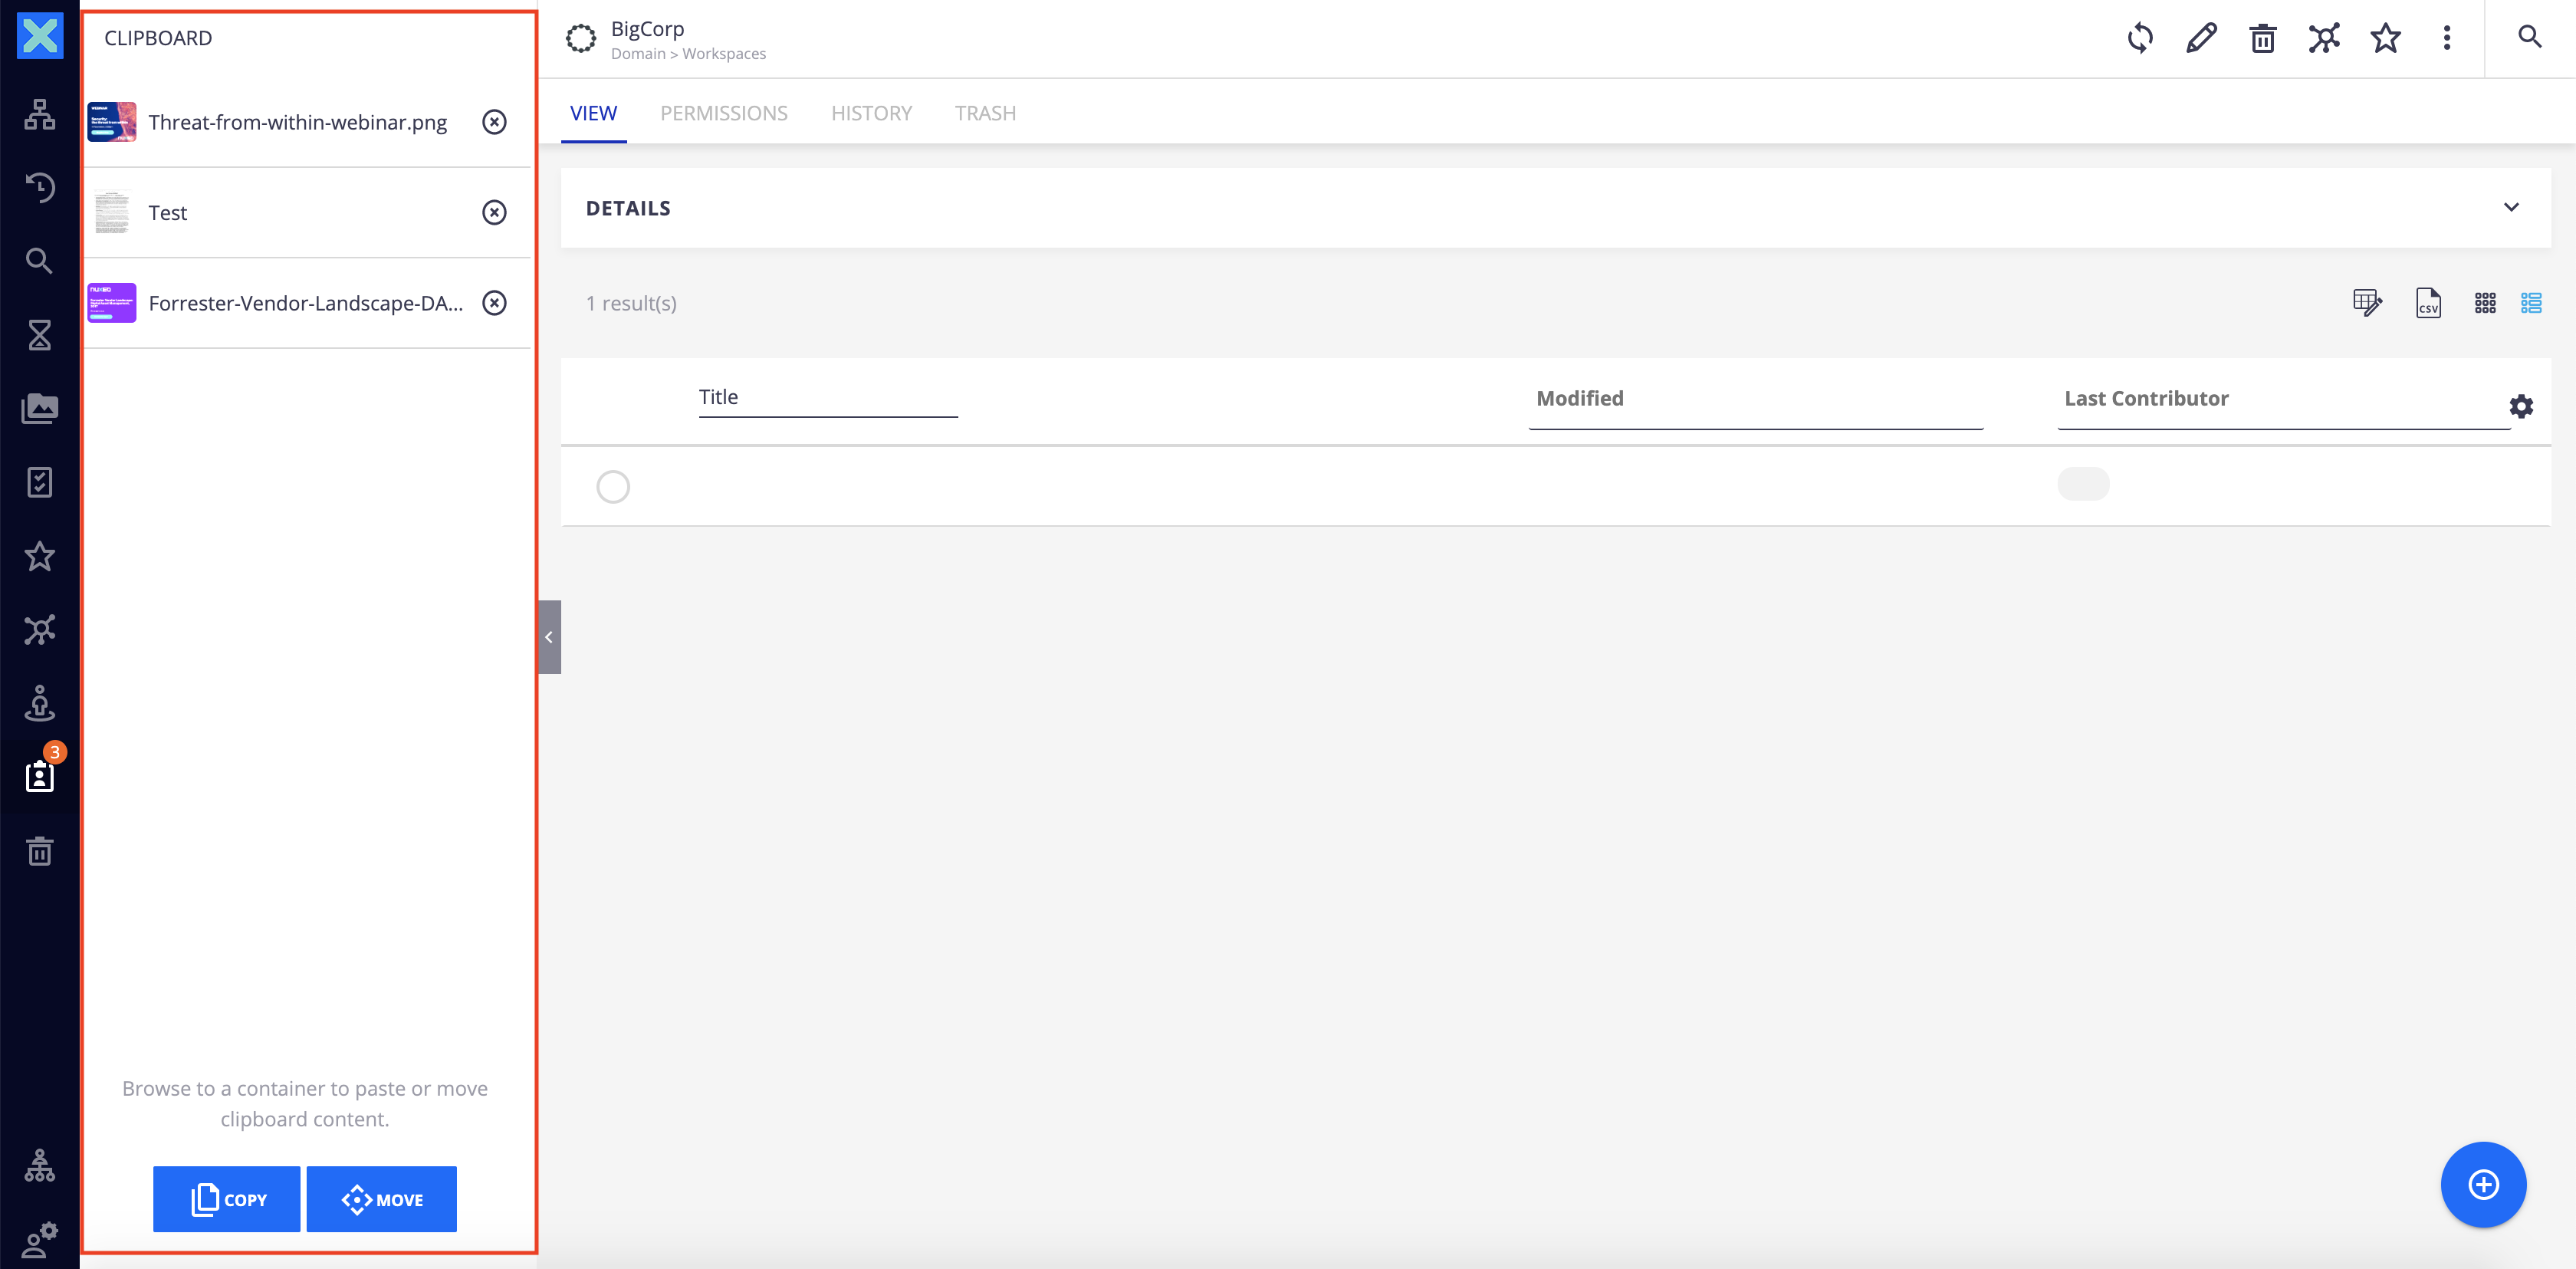 CLIPBOARD
Threat-from-within-webinar.png
Test
Forrester-Vendor-Landscape-DA...
3
Browse to a container to paste or move
clipboard content.
COPY
MOVE
BigCorp
Domain > Workspaces
VIEW
PERMISSIONS
HISTORY
TRASH
DETAILS
1 result(s)
CSV
Title
Modified
Last Contributor